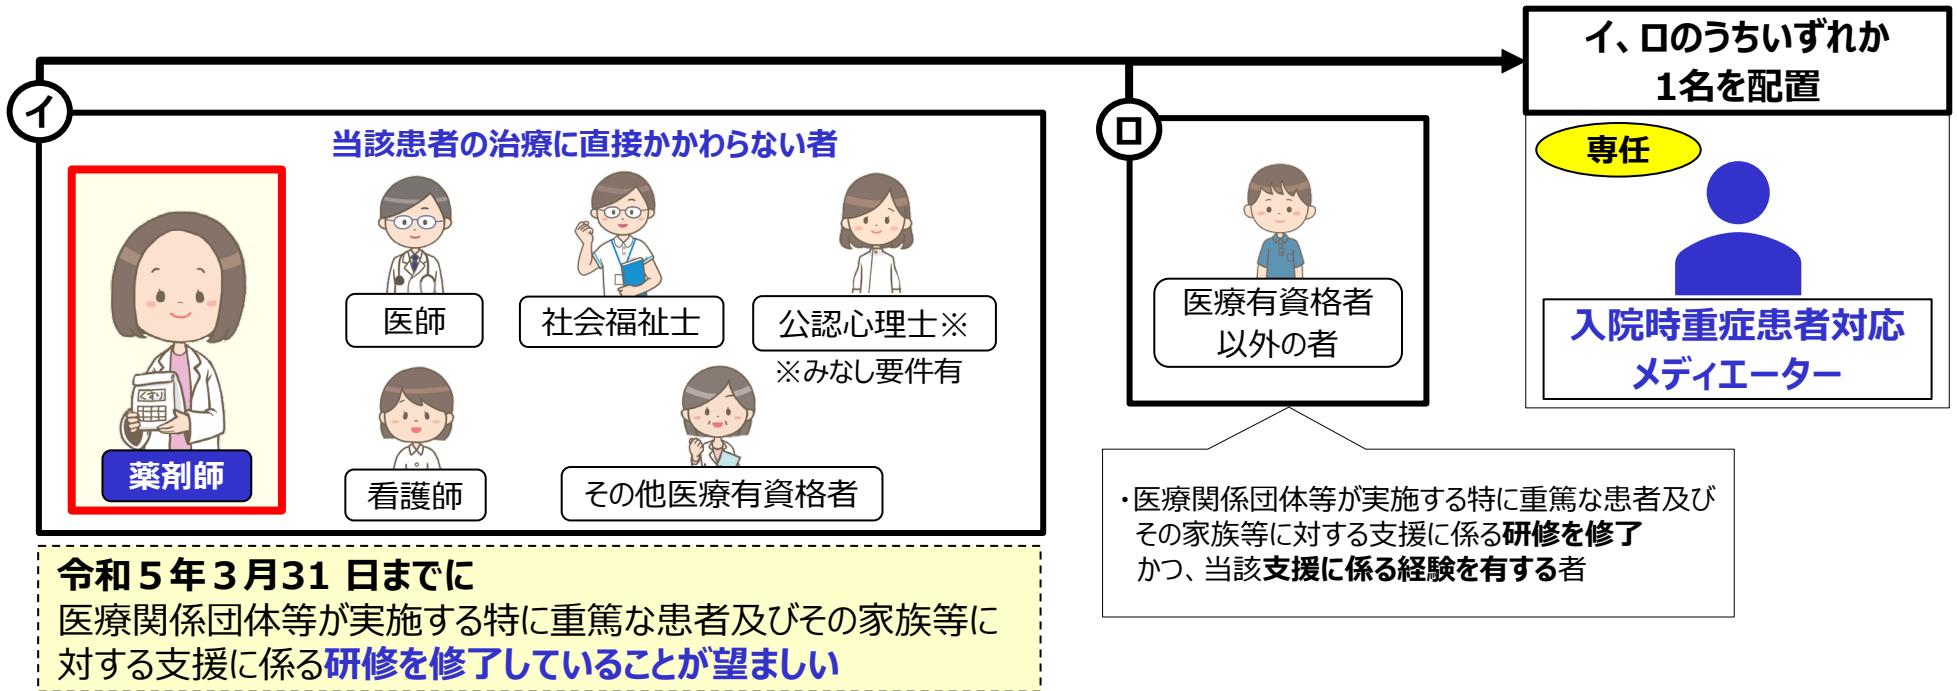 イ
当該患者の治療に直接かかわらない者
くすり
薬剤師
医師
社会福祉士
公認心理士※
※みなし要件有
看護師
その他医療有資格者
令和５年３月31 日までに
医療関係団体等が実施する特に重篤な患者及びその家族等に
対する支援に係る研修を修了していることが望ましい
ロ
医療有資格者
以外の者
・医療関係団体等が実施する特に重篤な患者及び
その家族等に対する支援に係る研修を修了
かつ、当該支援に係る経験を有する者
イ、ロのうちいずれか
1名を配置
専任
入院時重症患者対応
メディエーター